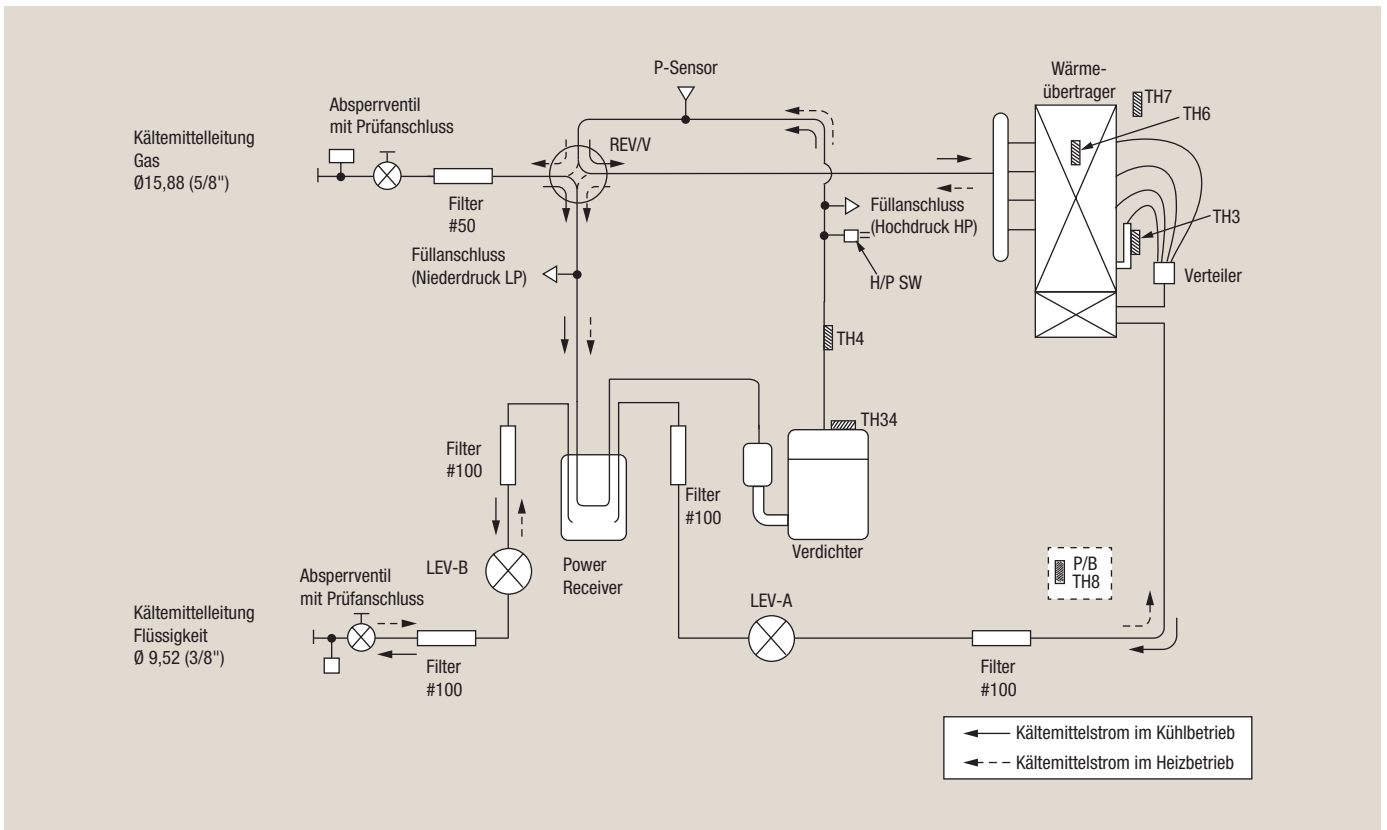 P-Sensor
Wärme-
übertrager
TH7
TH6
Absperrventil
mit Prüfanschluss
Kältemittelleitung
Gas
Ø15,88 (5/8")
REV/V
Filter
#50
Füllanschluss
(Hochdruck HP)
TH3
Füllanschluss
(Niederdruck LP)
H/P SW
Verteiler
TH4
TH34
Filter
#100
Filter
#100
Verdichter
LEV-B
Power
Receiver
P/B
TH8
Absperrventil
mit Prüfanschluss
LEV-A
Kältemittelleitung
Flüssigkeit
Ø 9,52 (3/8")
Filter
#100
Filter
#100
Kältemittelstrom im Kühlbetrieb
Kältemittelstrom im Heizbetrieb